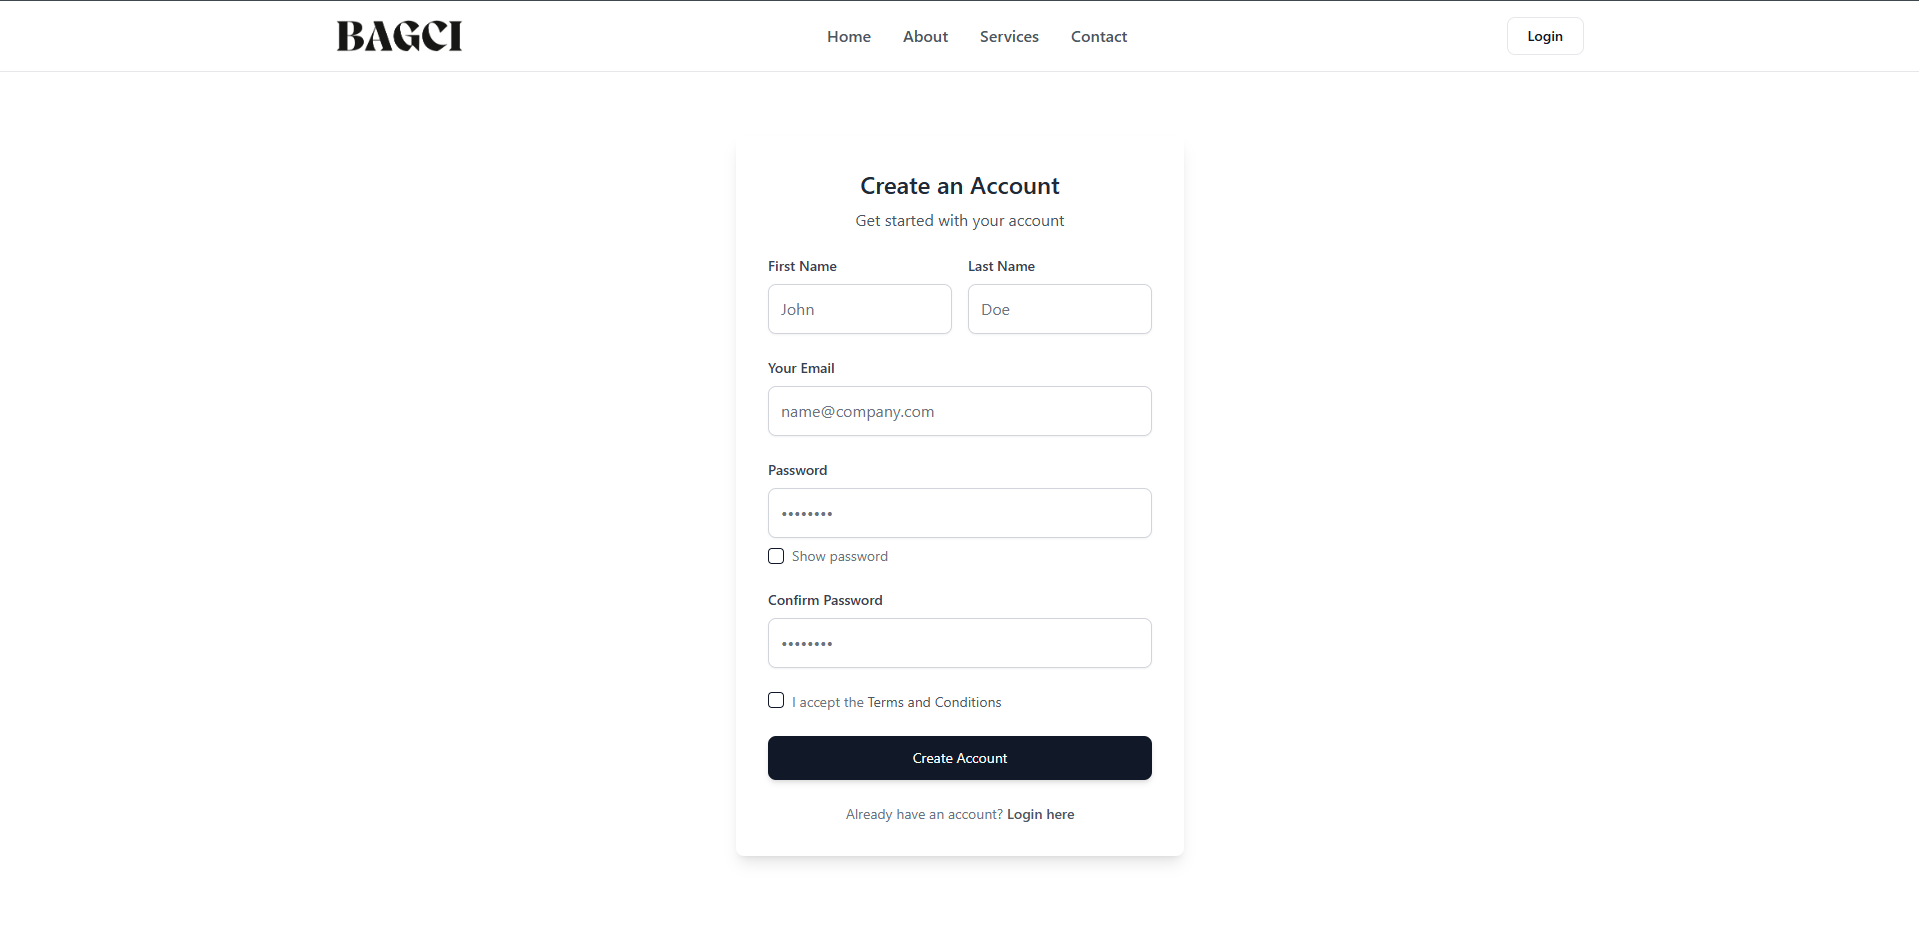 BAGCI
Home About Services Contact
Login
Create an Account
Get started with your account
First Name Last Name
John Doe
Your Email
name@company.com
Password
••••••••
Show password
Confirm Password
••••••••
I accept the Terms and Conditions
Create Account
Already have an account? Login here